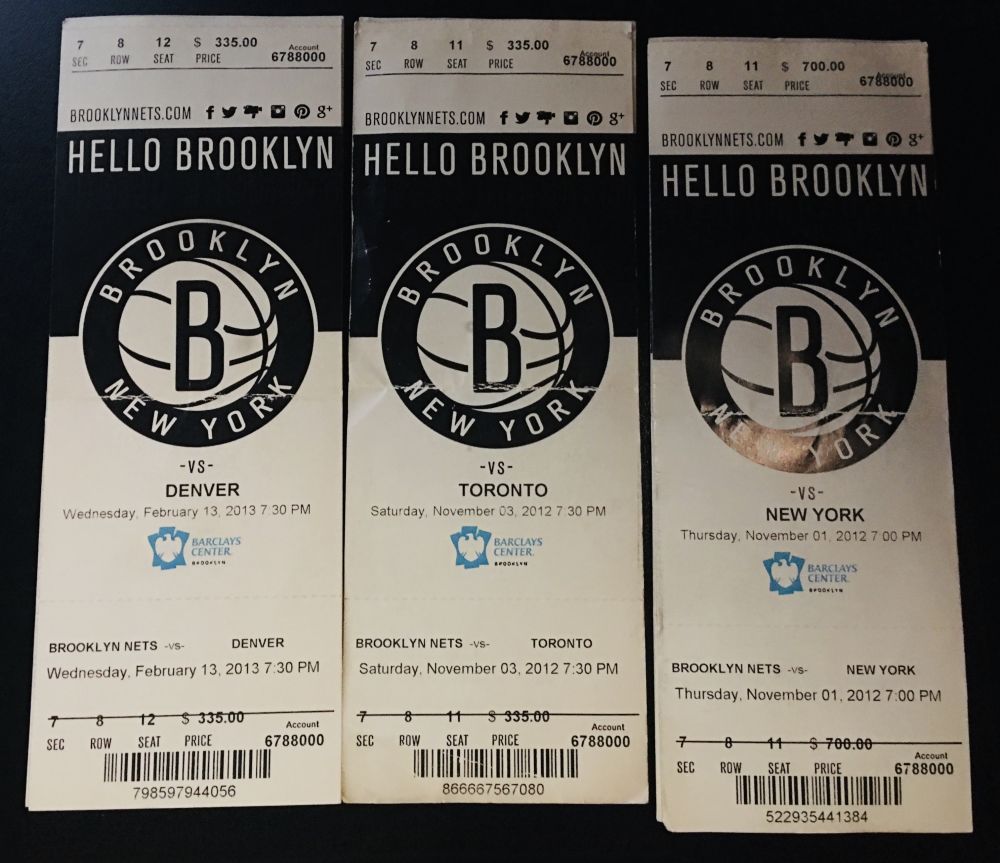 7 8 12 $ 335.00 Account
SEC ROW SEAT PRICE 6788000
BROOKLYNNETS.COM f g+
HELLO BROOKLYN
BROOKLYN
B
NEW YORK
-VS-
DENVER
Wednesday, February 13, 2013 7:30 PM
BARCLAYS
CENTER.
BROOKLYN
BROOKLYN NETS -vs- DENVER
Wednesday, February 13, 2013 7:30 PM
7 8 12 $ 335.00 Account
SEC ROW SEAT PRICE 6788000
798597944056
7 8 11 $ 335.00 Account
SEC ROW SEAT PRICE 6788000
BROOKLYNNETS.COM f g+
HELLO BROOKLYN
BROOKLYN
B
NEW YORK
-VS-
TORONTO
Saturday, November 03, 2012 7:30 PM
BARCLAYS
CENTER.
BROOKLYN
BROOKLYN NETS -vs- TORONTO
Saturday, November 03, 2012 7:30 PM
7 8 11 $ 335.00 Account
SEC ROW SEAT PRICE 6788000
866667567080
7 8 11 $ 700.00 Account
SEC ROW SEAT PRICE 6788000
BROOKLYNNETS.COM f g+
HELLO BROOKLYN
BROOKLYN
B
NEW YORK
-VS-
NEW YORK
Thursday, November 01, 2012 7:00 PM
BARCLAYS
CENTER.
BROOKLYN
BROOKLYN NETS -vs- NEW YORK
Thursday, November 01, 2012 7:00 PM
7 8 11 $ 700.00 Account
SEC ROW SEAT PRICE 6788000
522935441384